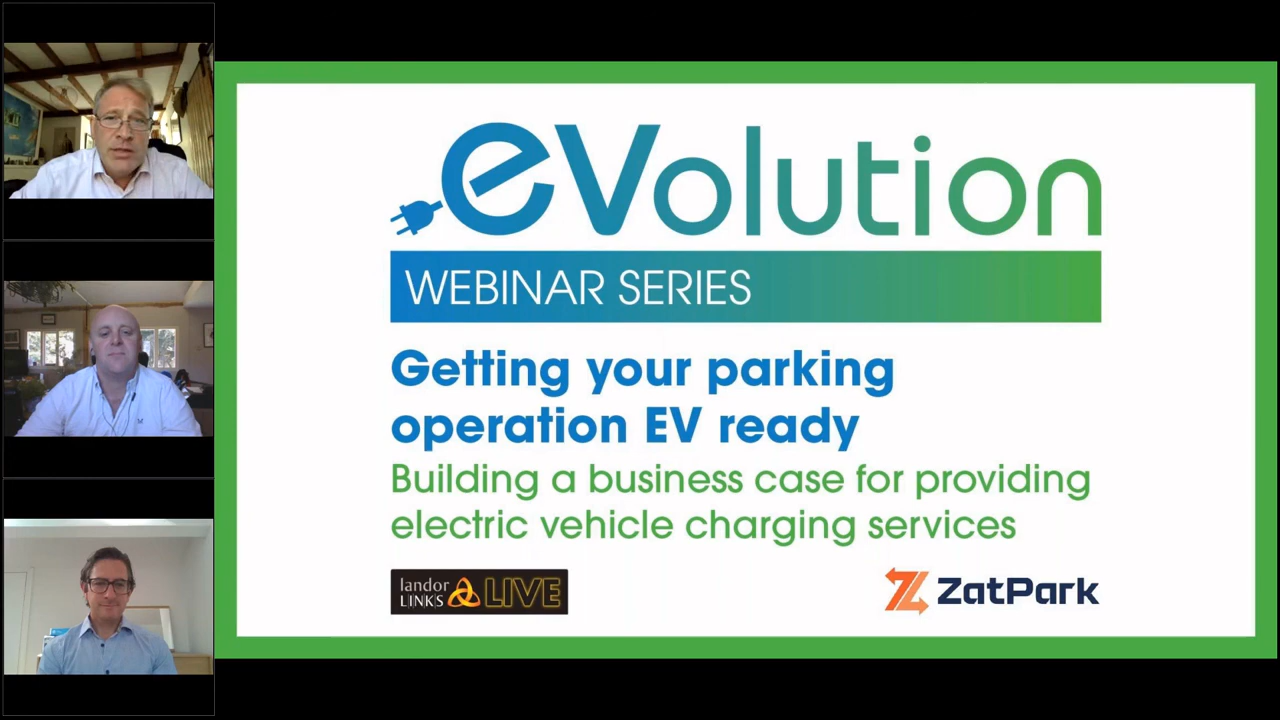 eVolution
WEBINAR SERIES
Getting your parking
operation EV ready
Building a business case for providing
electric vehicle charging services
landor
LINKS LIVE
ZatPark